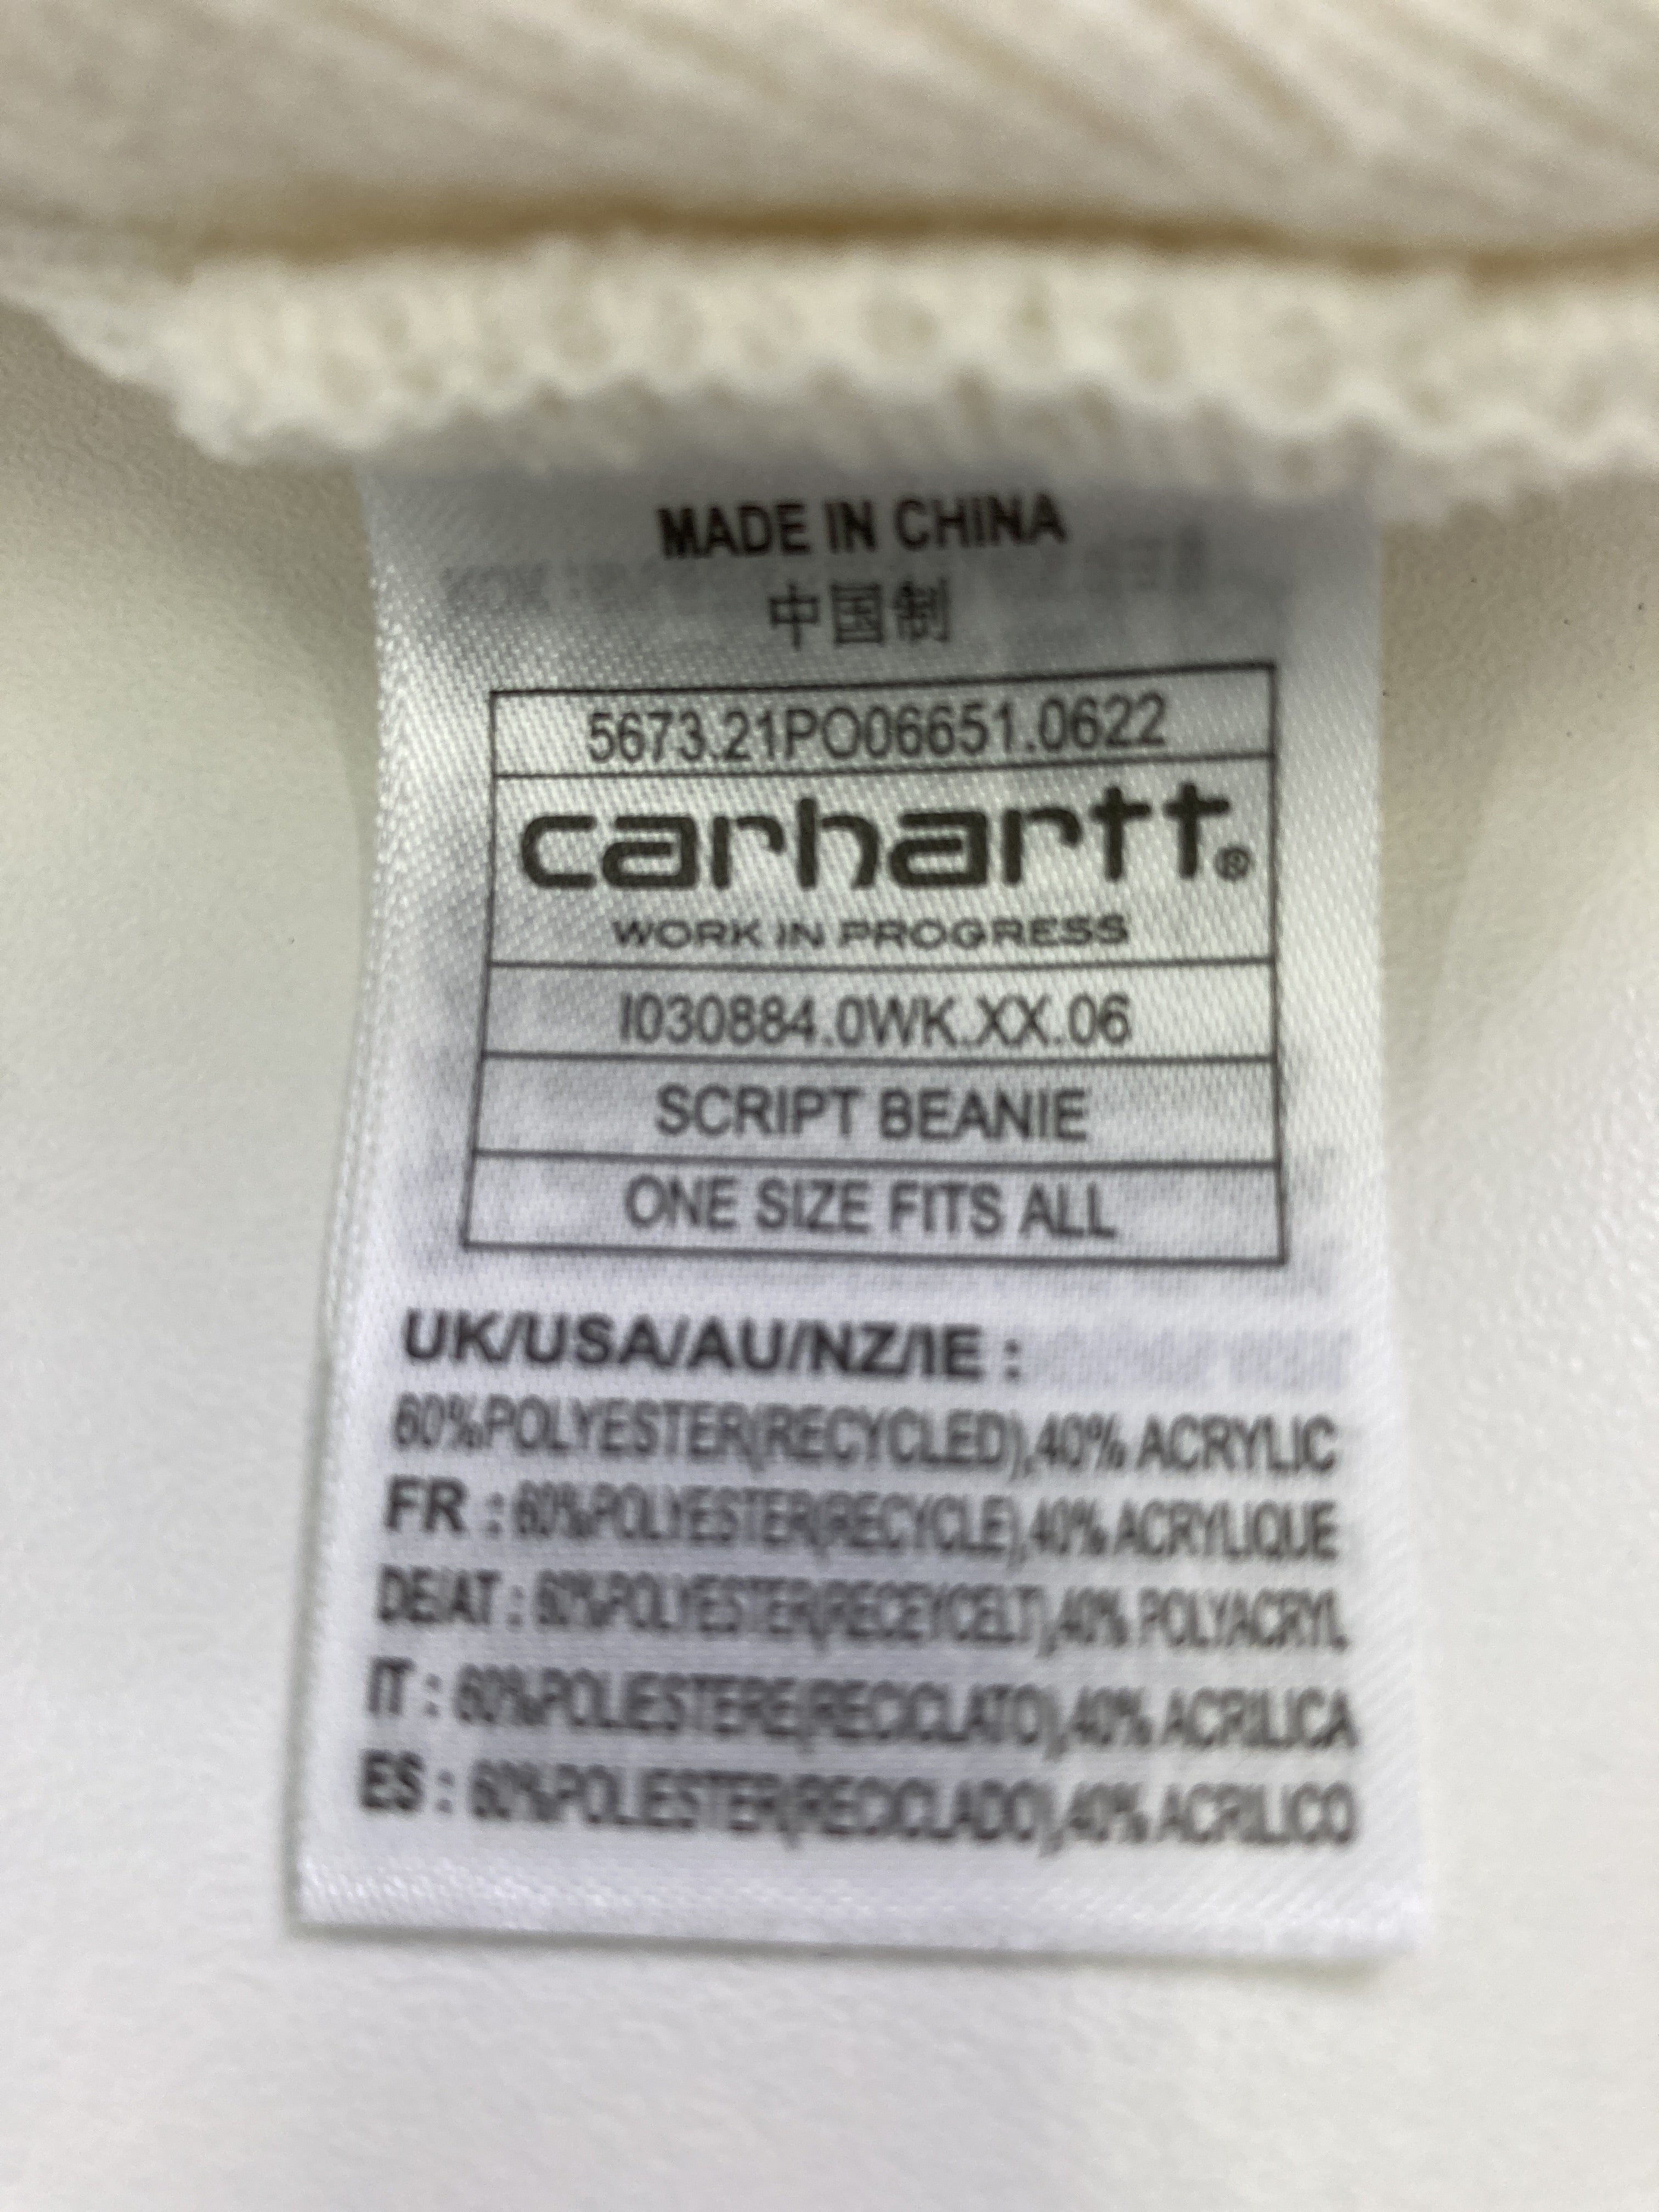 MADE IN CHINA
中国制
5673.21PO06651.0622
carhartt®
WORK IN PROGRESS
I030884.0WK.XX.06
SCRIPT BEANIE
ONE SIZE FITS ALL
UK/USA/AU/NZ/IE :
60%POLYESTER(RECYCLED),40% ACRYLIC
FR : 60%POLYESTER(RECYCLE),40% ACRYLIQUE
DE/AT : 60%POLYESTER(RECEYCELT),40% POLYACRYL
IT : 60%POLIESTERE(RECICLATO),40% ACRILICA
ES : 60%POLIESTER(RECICLADO),40% ACRILICO